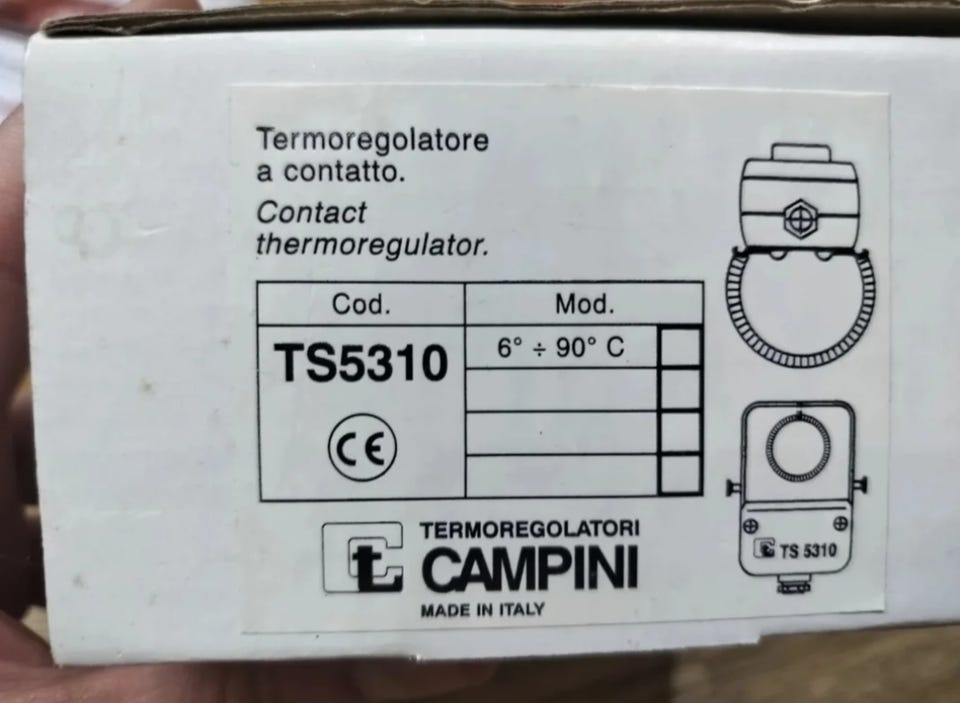 Termoregolatore
a contatto.
Contact
thermoregulator.
Cod. Mod.
TS5310 6° ÷ 90° C
CE
TERMOREGOLATORI
CAMPINI
MADE IN ITALY
TS 5310